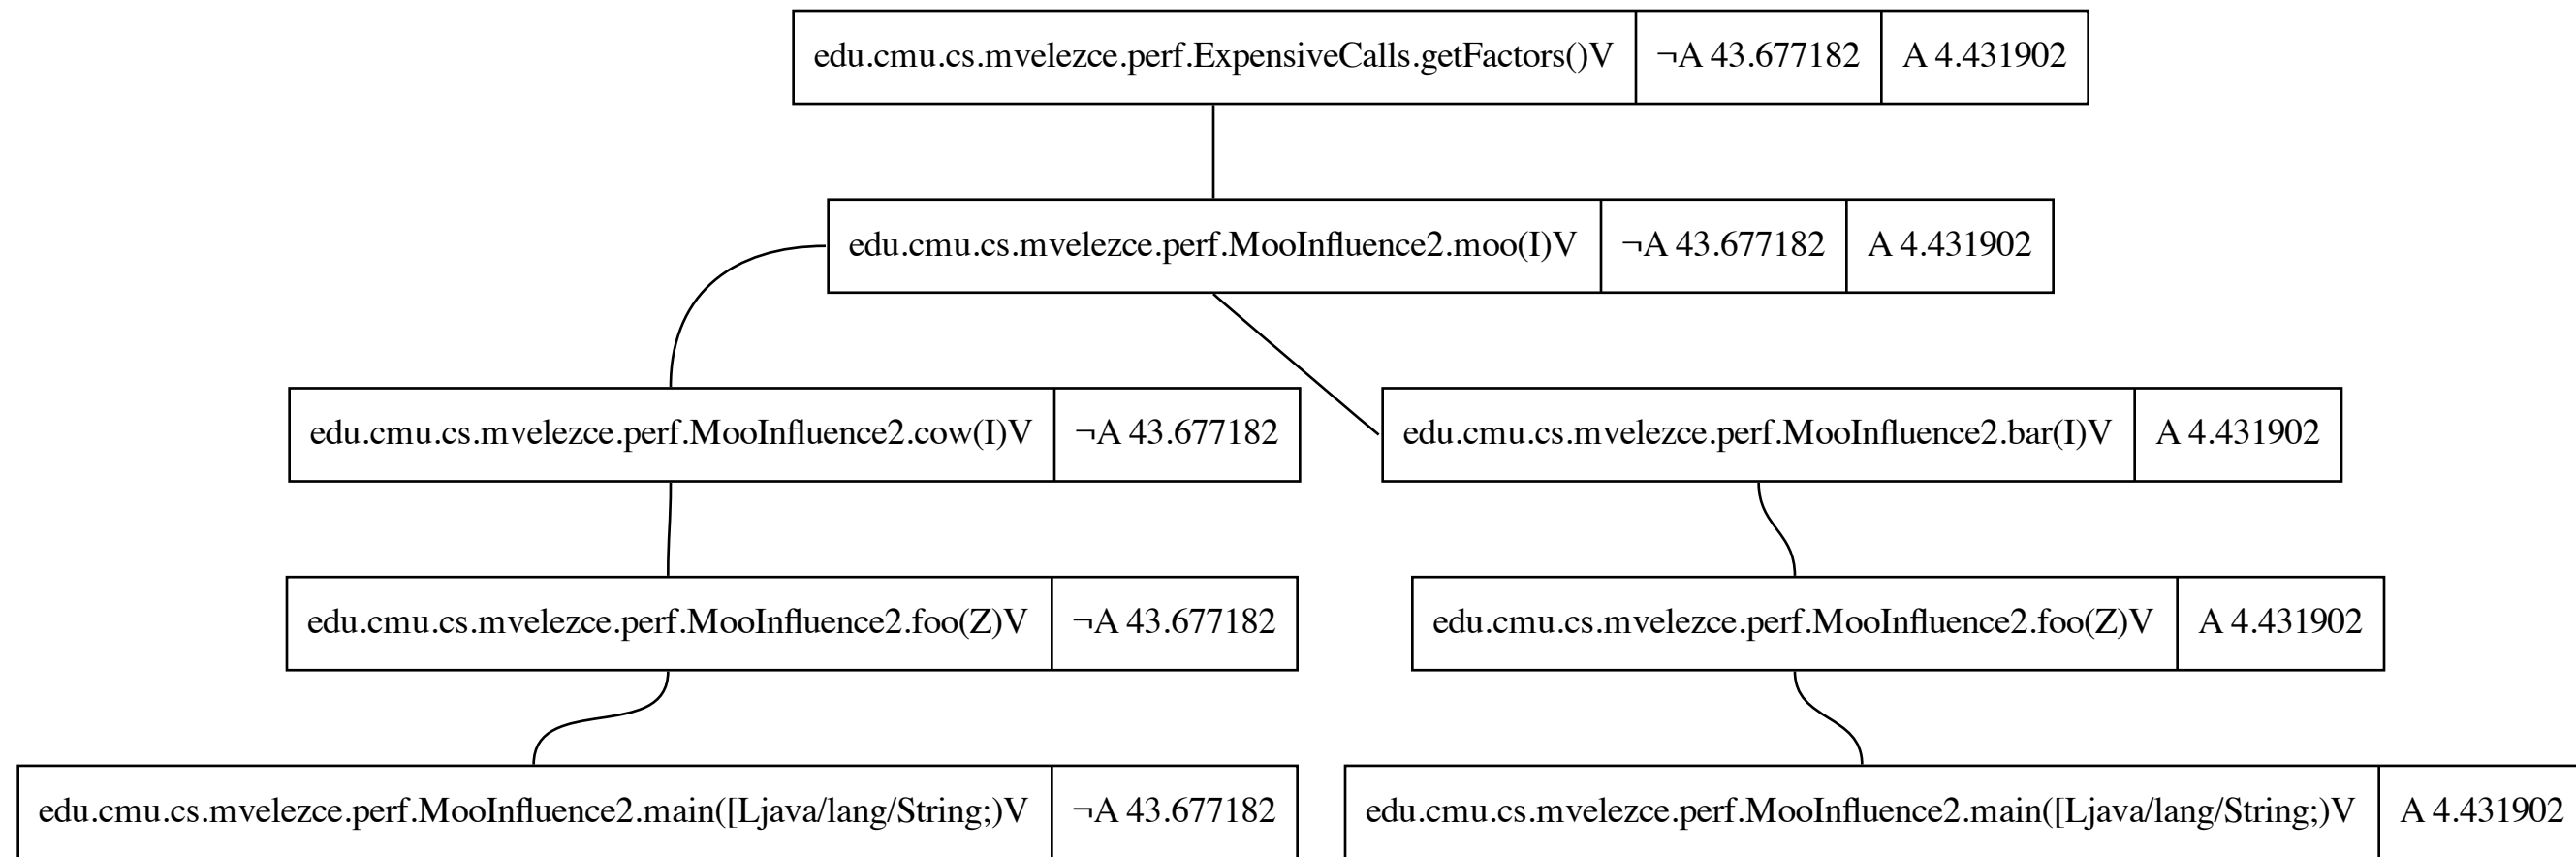 edu.cmu.cs.mvelezce.perf.ExpensiveCalls.getFactors()V ¬A 43.677182 A 4.431902
edu.cmu.cs.mvelezce.perf.MooInfluence2.moo(I)V ¬A 43.677182 A 4.431902
edu.cmu.cs.mvelezce.perf.MooInfluence2.cow(I)V ¬A 43.677182
edu.cmu.cs.mvelezce.perf.MooInfluence2.bar(I)V A 4.431902
edu.cmu.cs.mvelezce.perf.MooInfluence2.foo(Z)V ¬A 43.677182
edu.cmu.cs.mvelezce.perf.MooInfluence2.foo(Z)V A 4.431902
edu.cmu.cs.mvelezce.perf.MooInfluence2.main([Ljava/lang/String;)V ¬A 43.677182
edu.cmu.cs.mvelezce.perf.MooInfluence2.main([Ljava/lang/String;)V A 4.431902